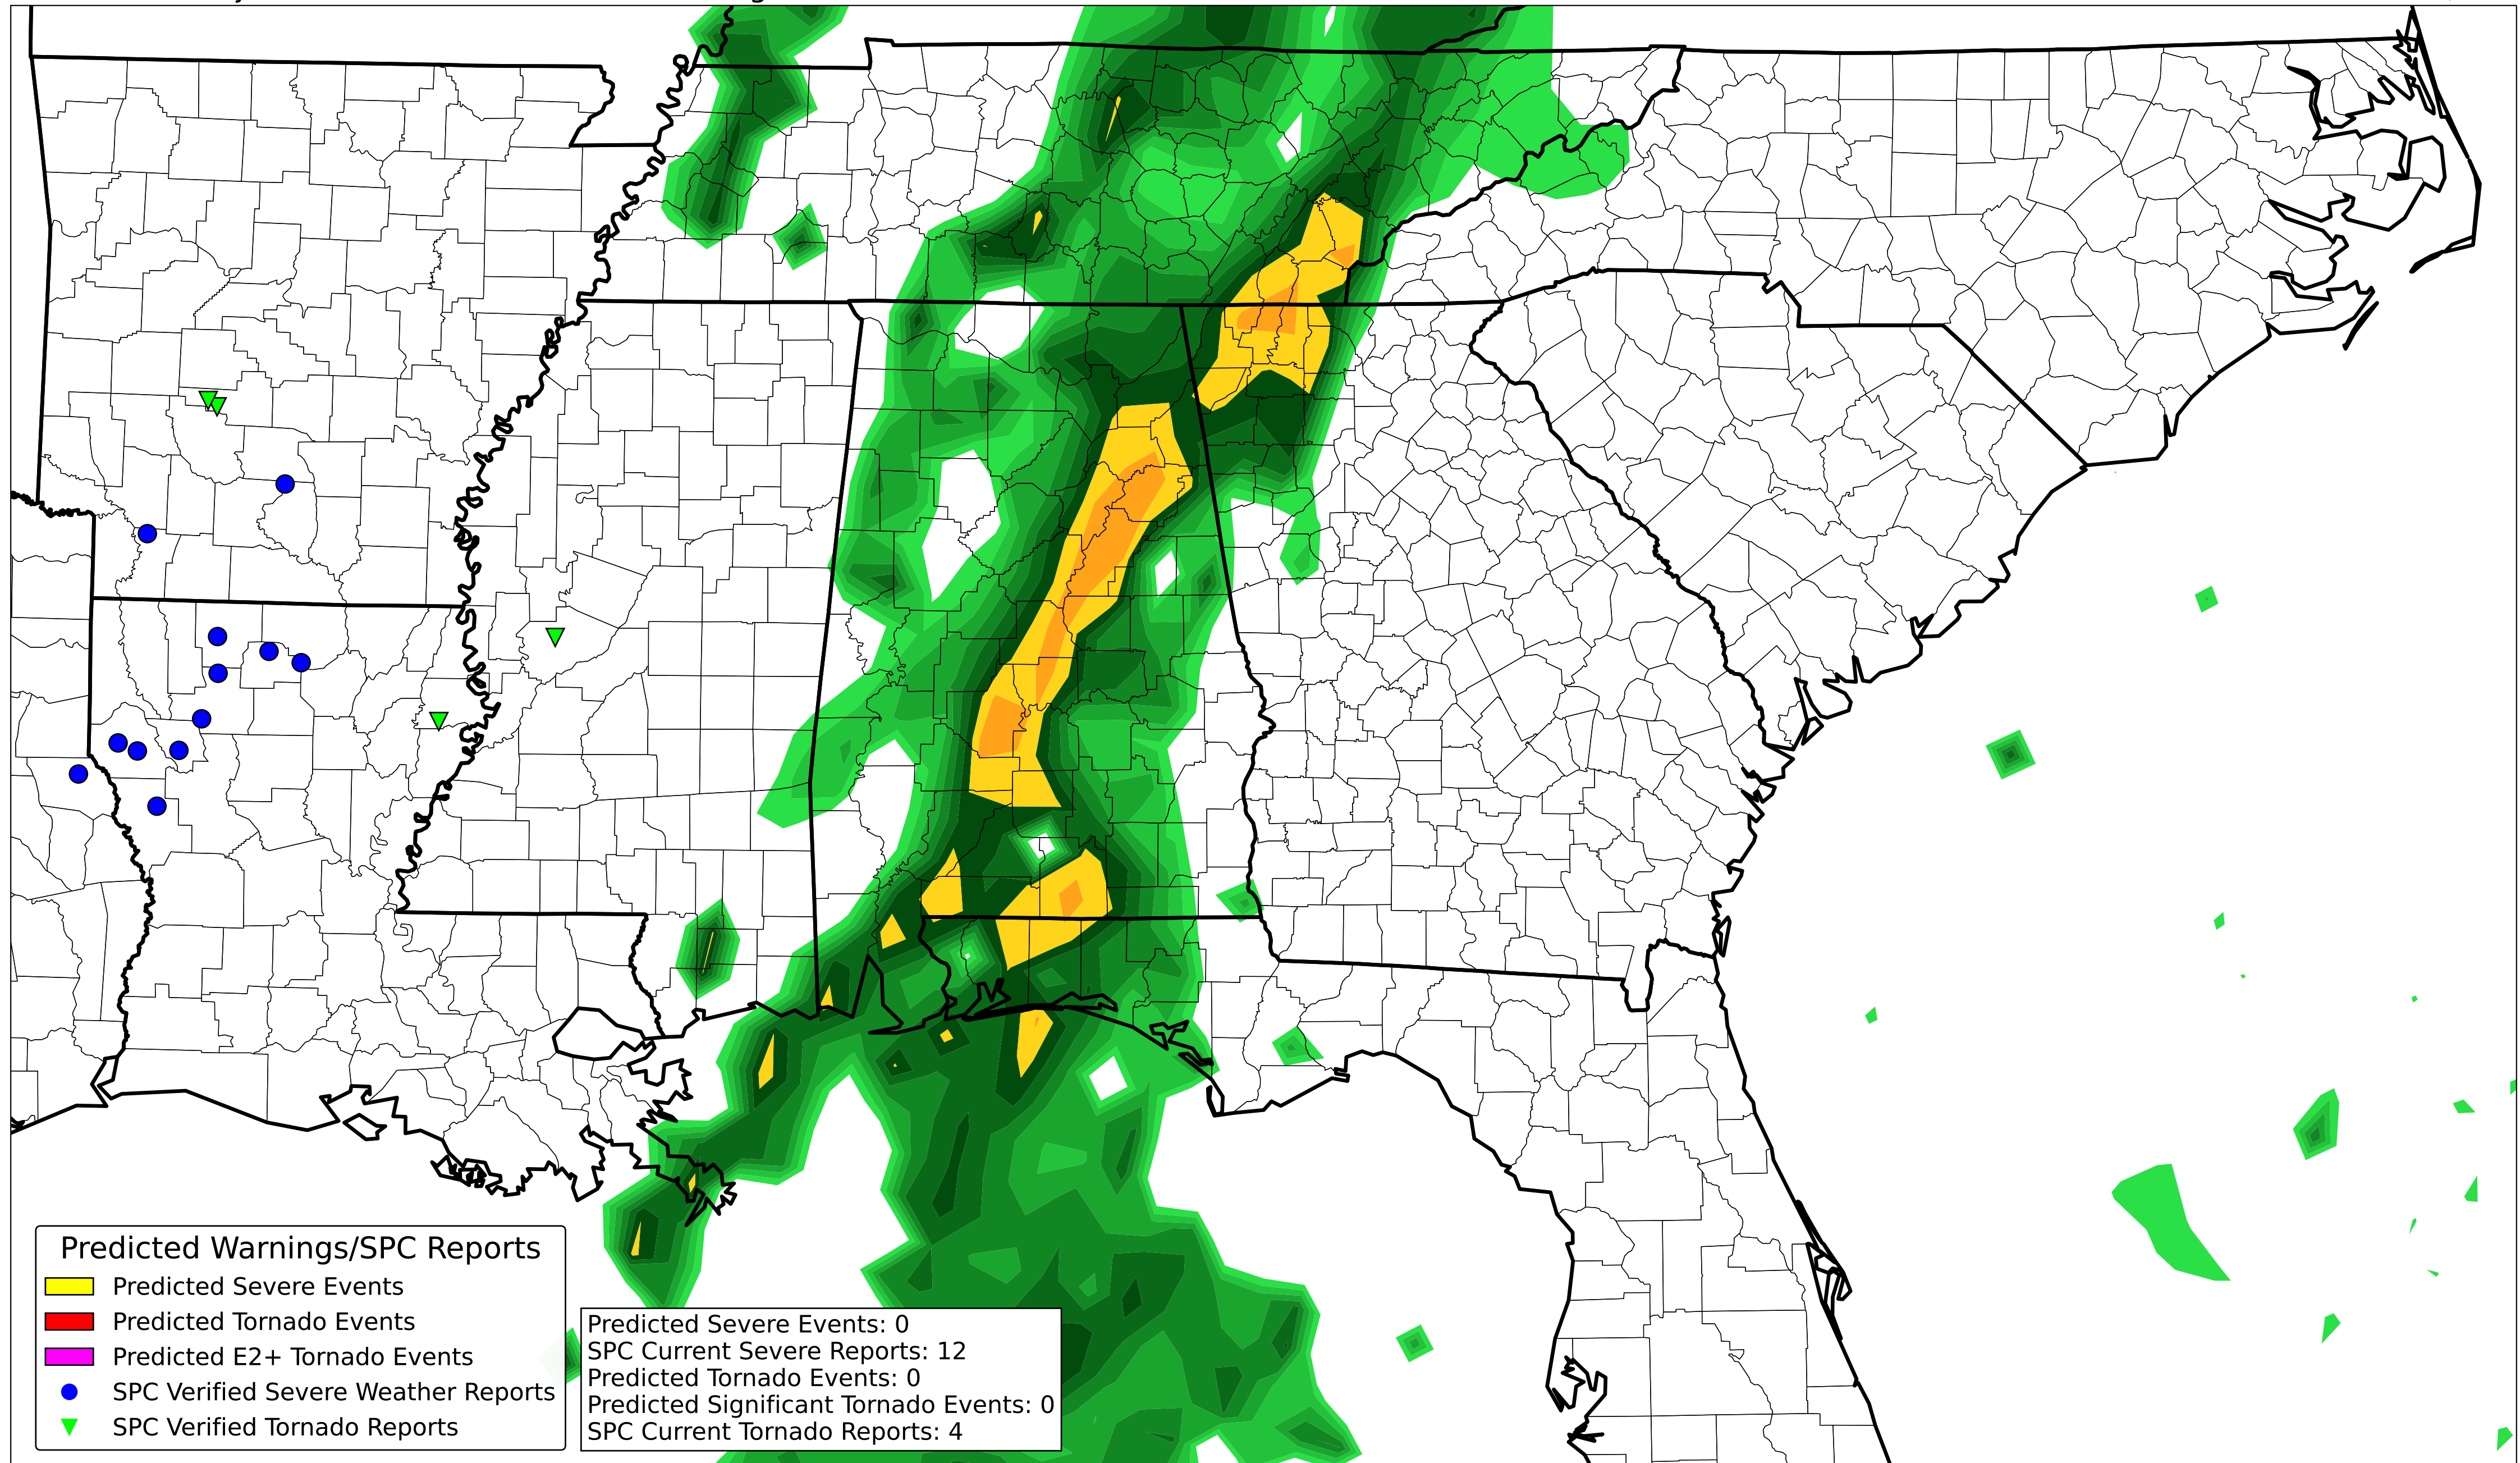 Predicted Warnings/SPC Reports
Predicted Severe Events
Predicted Tornado Events
Predicted E2+ Tornado Events
SPC Verified Severe Weather Reports
SPC Verified Tornado Reports
Predicted Severe Events: 0
SPC Current Severe Reports: 12
Predicted Tornado Events: 0
Predicted Significant Tornado Events: 0
SPC Current Tornado Reports: 4